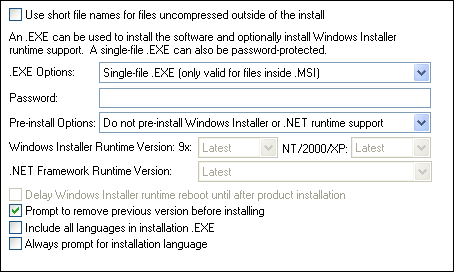 Use short file names for files uncompressed outside of the install
An .EXE can be used to install the software and optionally install Windows Installer
runtime support. A single-file .EXE can also be password-protected.
.EXE Options: Single-file .EXE (only valid for files inside .MSI)
Password:
Pre-install Options: Do not pre-install Windows Installer or .NET runtime support
Windows Installer Runtime Version: 9x: Latest NT/2000/XP: Latest
.NET Framework Runtime Version: Latest
Delay Windows Installer runtime reboot until after product installation
Prompt to remove previous version before installing
Include all languages in installation .EXE
Always prompt for installation language